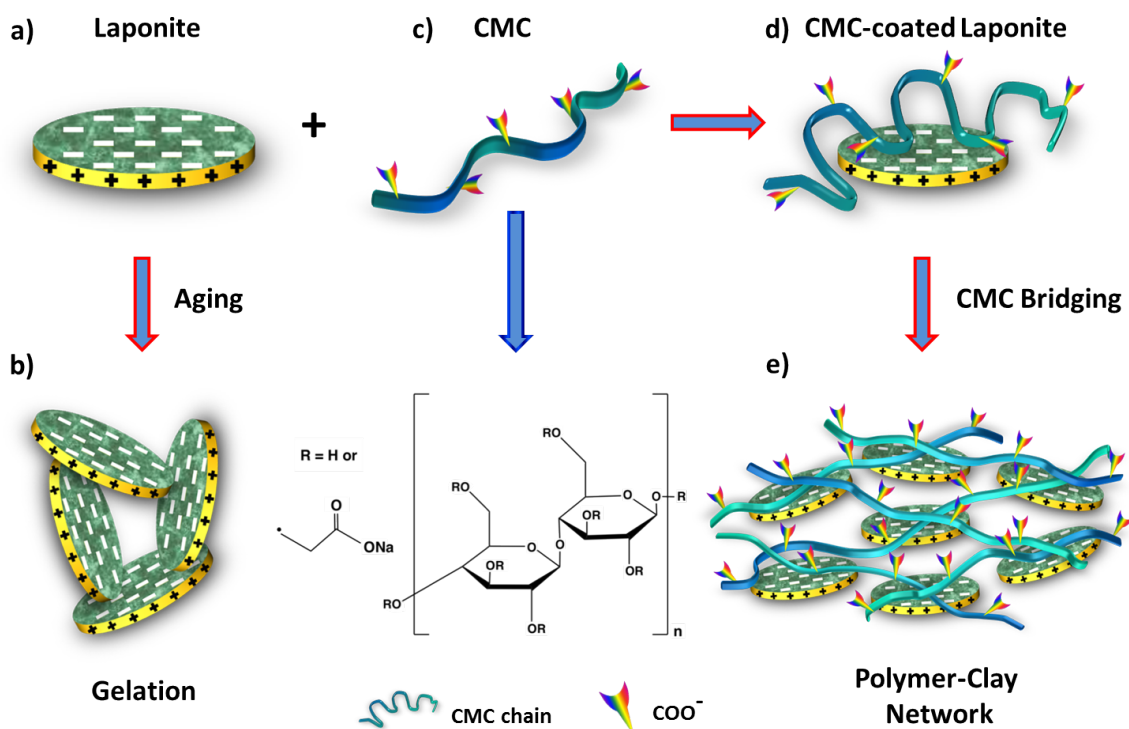 a)
Laponite
c)
CMC
d)
CMC-coated Laponite
+
Aging
CMC Bridging
b)
e)
R = H or
O
ONa
RO
RO
O
O
R
OR
O
OR
O
OR
RO
OR
n
Gelation
CMC chain
COO⁻
Polymer-Clay
Network